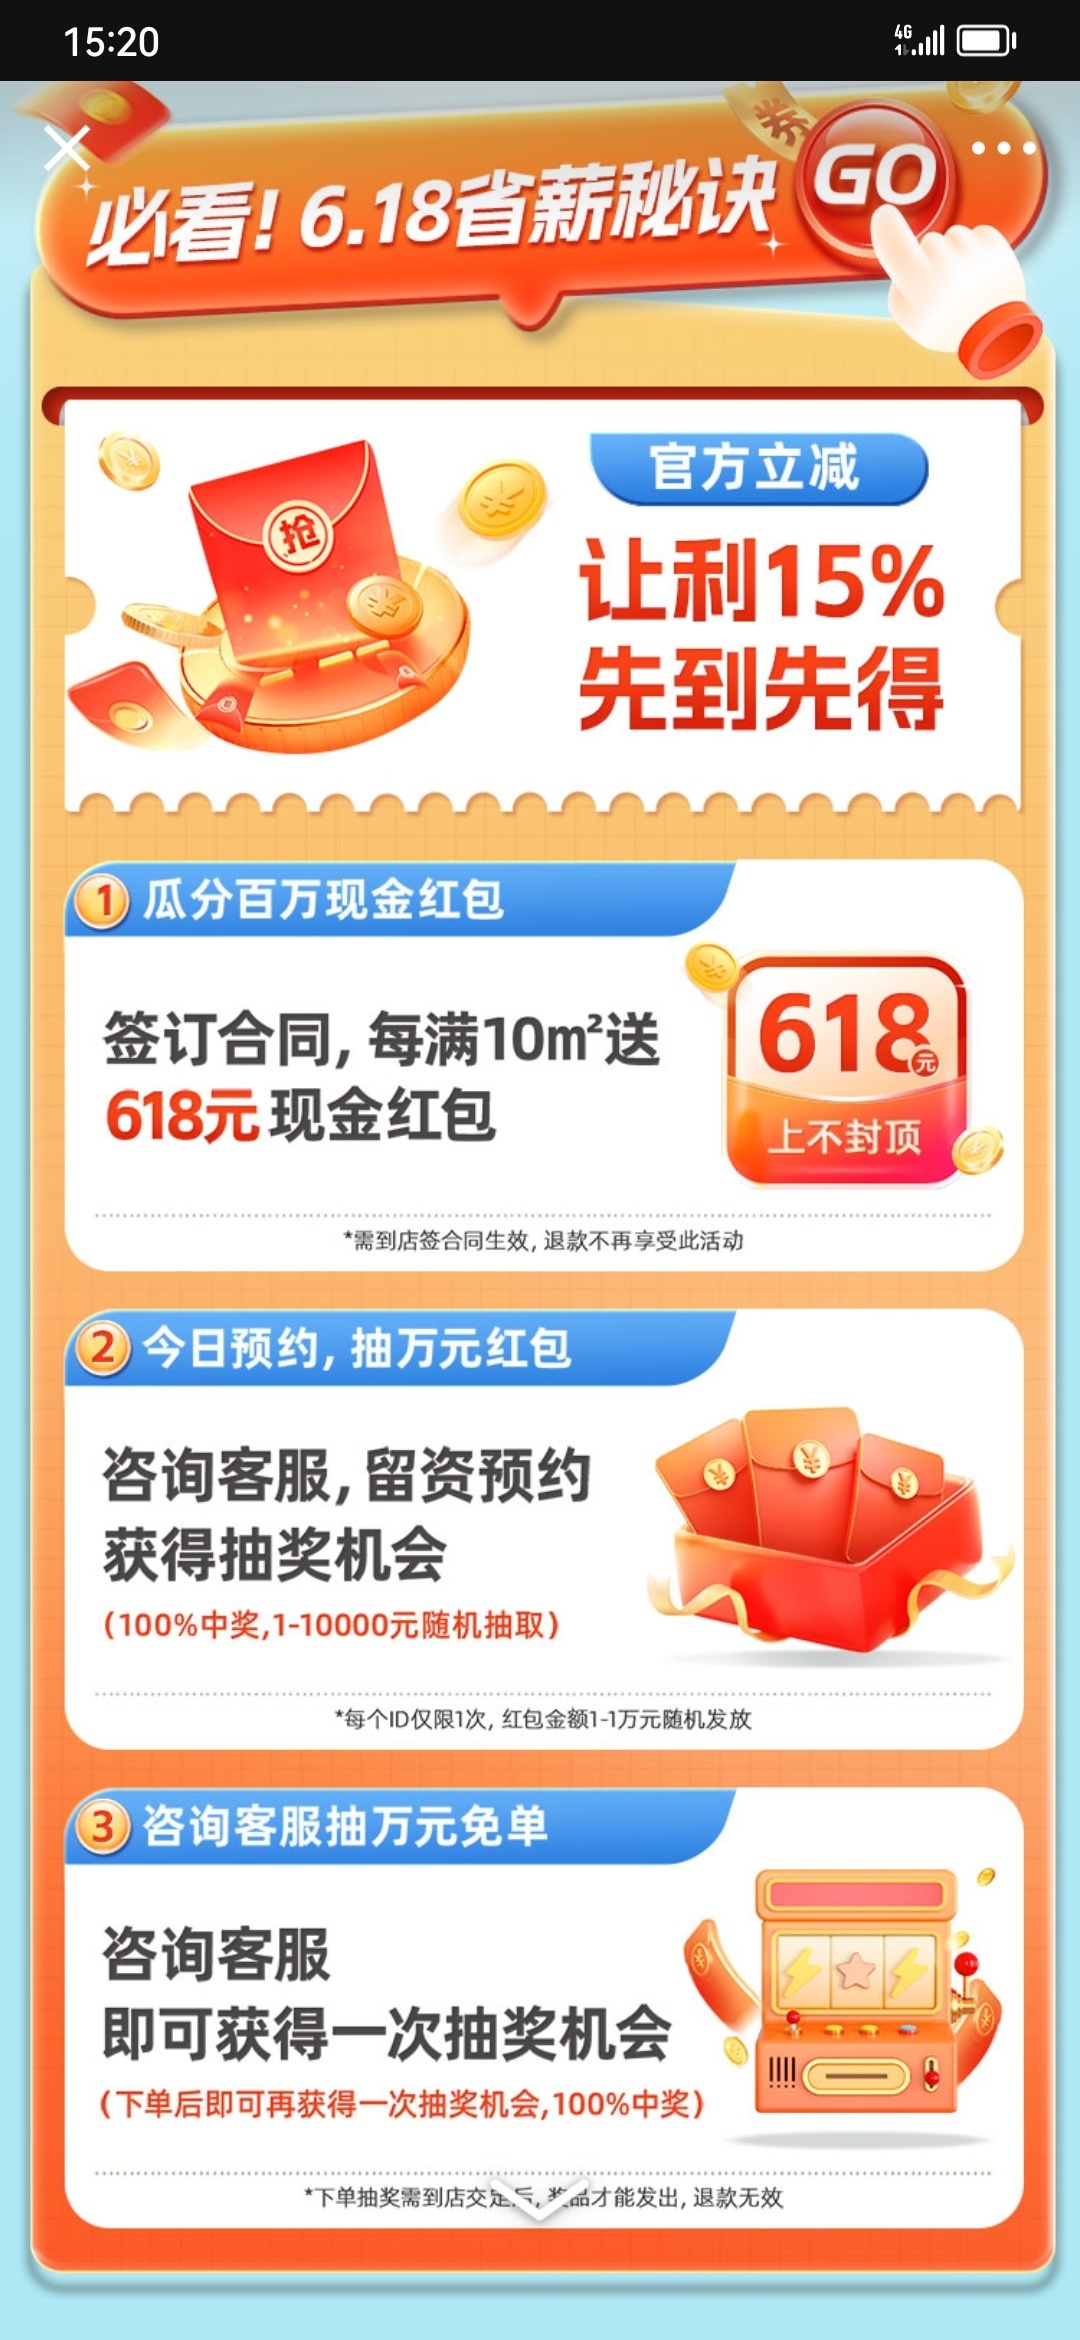 15:20
4G
券
必看! 6.18省薪秘诀
GO
抢
官方立减
让利15%
先到先得
1 瓜分百万现金红包
签订合同, 每满10㎡送
618元现金红包
618元
上不封顶
*需到店签合同生效, 退款不再享受此活动
2 今日预约, 抽万元红包
咨询客服, 留资预约
获得抽奖机会
(100%中奖,1-10000元随机抽取)
*每个ID仅限1次, 红包金额1-1万元随机发放
3 咨询客服抽万元免单
咨询客服
即可获得一次抽奖机会
(下单后即可再获得一次抽奖机会,100%中奖)
*下单抽奖需到店交定后, 奖品才能发出, 退款无效